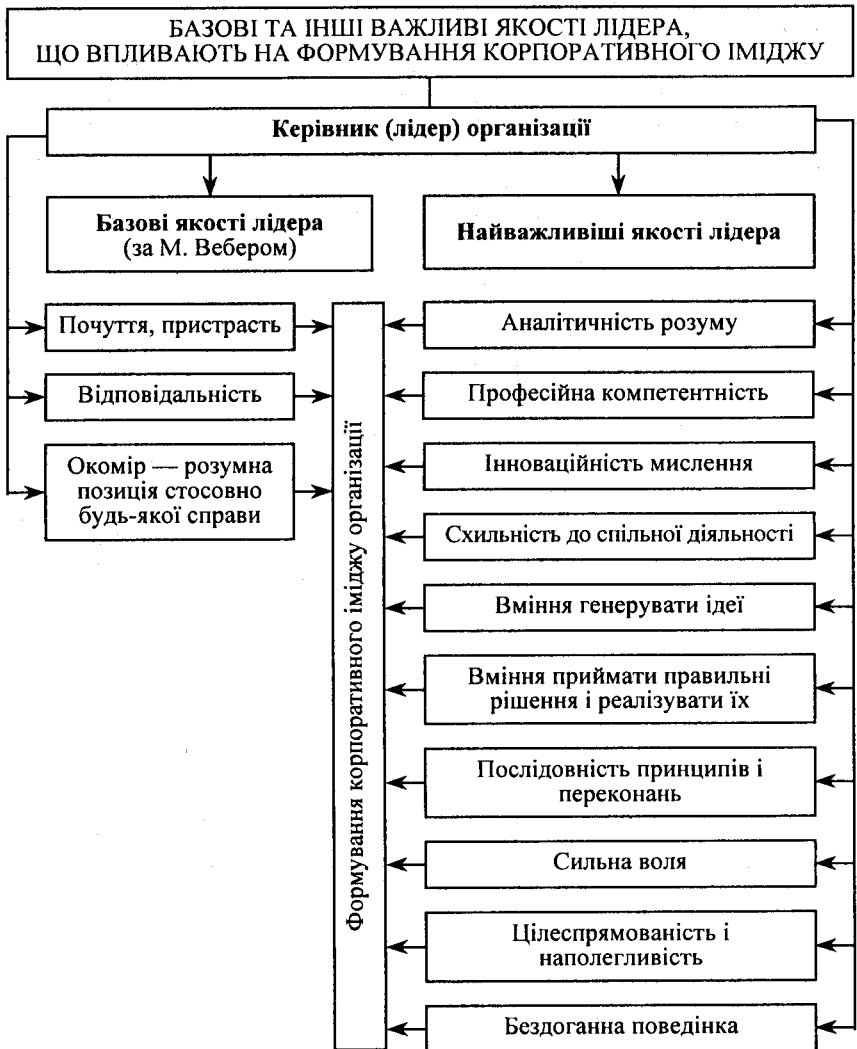 БАЗОВІ ТА ІНШІ ВАЖЛИВІ ЯКОСТІ ЛІДЕРА,
ЩО ВПЛИВАЮТЬ НА ФОРМУВАННЯ КОРПОРАТИВНОГО ІМІДЖУ
Керівник (лідер) організації
Базові якості лідера
(за М. Вебером)
Найважливіші якості лідера
Почуття, пристрасть
Відповідальність
Окомір — розумна
позиція стосовно
будь-якої справи
Формування корпоративного іміджу організації
Аналітичність розуму
Професійна компетентність
Інноваційність мислення
Схильність до спільної діяльності
Вміння генерувати ідеї
Вміння приймати правильні
рішення і реалізувати їх
Послідовність принципів і
переконань
Сильна воля
Цілеспрямованість і
наполегливість
Бездоганна поведінка